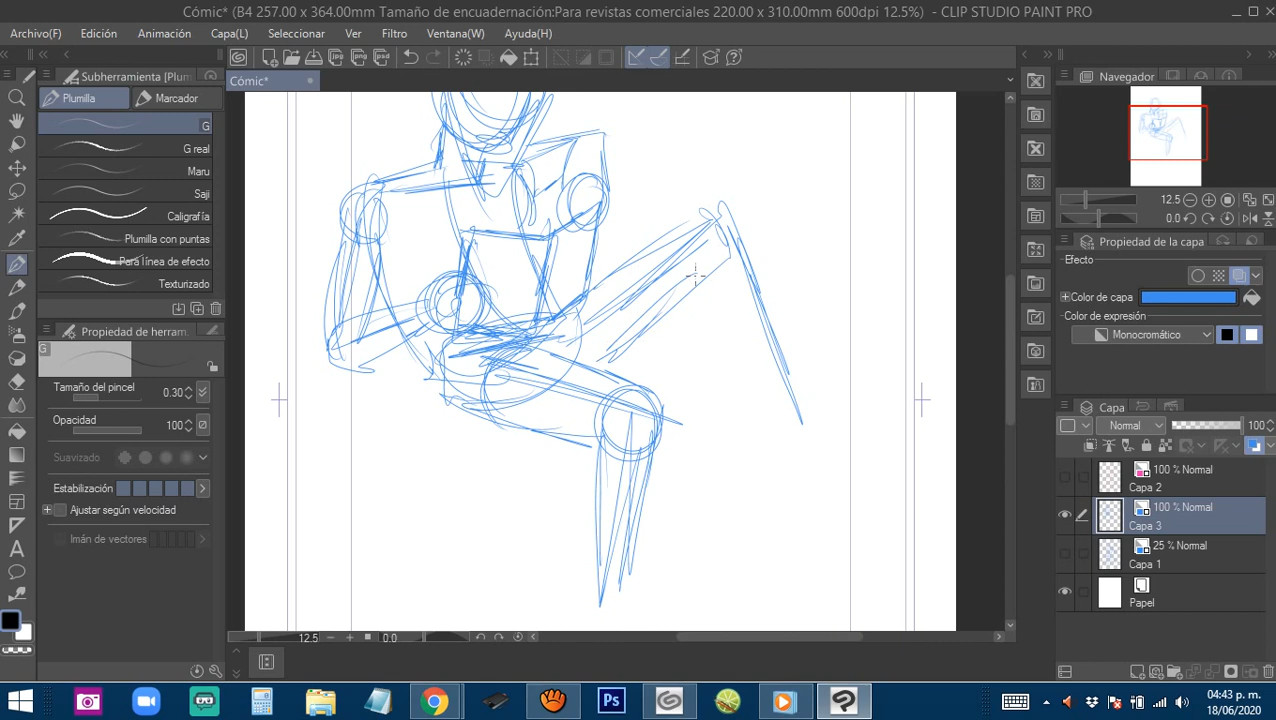 Cómic* (B4 257.00 x 364.00mm Tamaño de encuadernación:Para revistas comerciales 220.00 x 310.00mm 600dpi 12.5%) - CLIP STUDIO PAINT PRO
Archivo(F) Edición Animación Capa(L) Seleccionar Ver Filtro Ventana(W) Ayuda(H)
Subherramienta (Plum
Cómic*
Navegador
Plumilla
Marcador
G
G real
Maru
Saji
Caligrafía
Plumilla con puntas
Para línea de efecto
Texturizado
Propiedad de herram
G
Tamaño del pincel 0.30
Opacidad 100
Suavizado
Estabilización
Ajustar según velocidad
Imán de vectores
12.5
0.0
12.5
0.0
Propiedad de la capa
Efecto
Color de capa
Color de expresión
Monocromático
Capa
Normal 100
100 % Normal
Capa 2
100 % Normal
Capa 3
25 % Normal
Capa 1
Papel
A
Ps
04:43 p. m.
18/06/2020